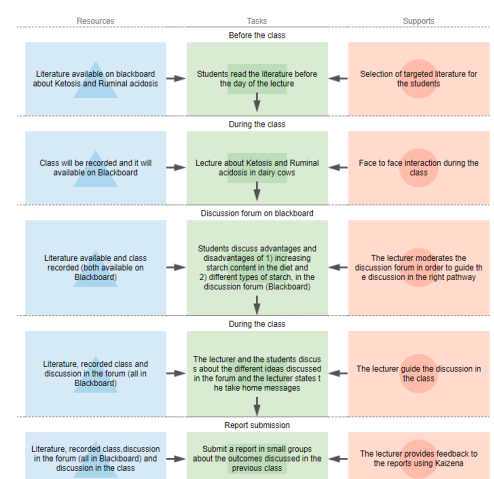 Resources
Tasks
Supports
Before the class
Literature available on blackboard
about Ketosis and Ruminal acidosis
Students read the literature before
the day of the lecture
Selection of targeted literature for
the students
During the class
Class will be recorded and it will
available on Blackboard
Lecture about Ketosis and Ruminal
acidosis in dairy cows
Face to face interaction during the
class
Discussion forum on blackboard
Literature available and class
recorded (both available on
Blackboard)
Students discuss advantages and
disavantages of 1) increasing
starch content in the diet and
2) different types of starch, in the
discussion forum (Blackboard)
The lecturer moderates the
discussion forum in order to guide th
e discussion in the right pathway
During the class
Literature, recorded class and
discussion in the forum (all in
Blackboard)
The lecturer and the students discus
s about the different ideas discussed
in the forum and the lecturer states t
he take home messages
The lecturer guide the discussion in
the class
Report submission
Literature, recorded class,discussion
in the forum (all in Blackboard) and
discussion in the class
Submit a report in small groups
about the outcomes discussed in the
previous class
The lecturer provides feedback to
the reports using Kaizena